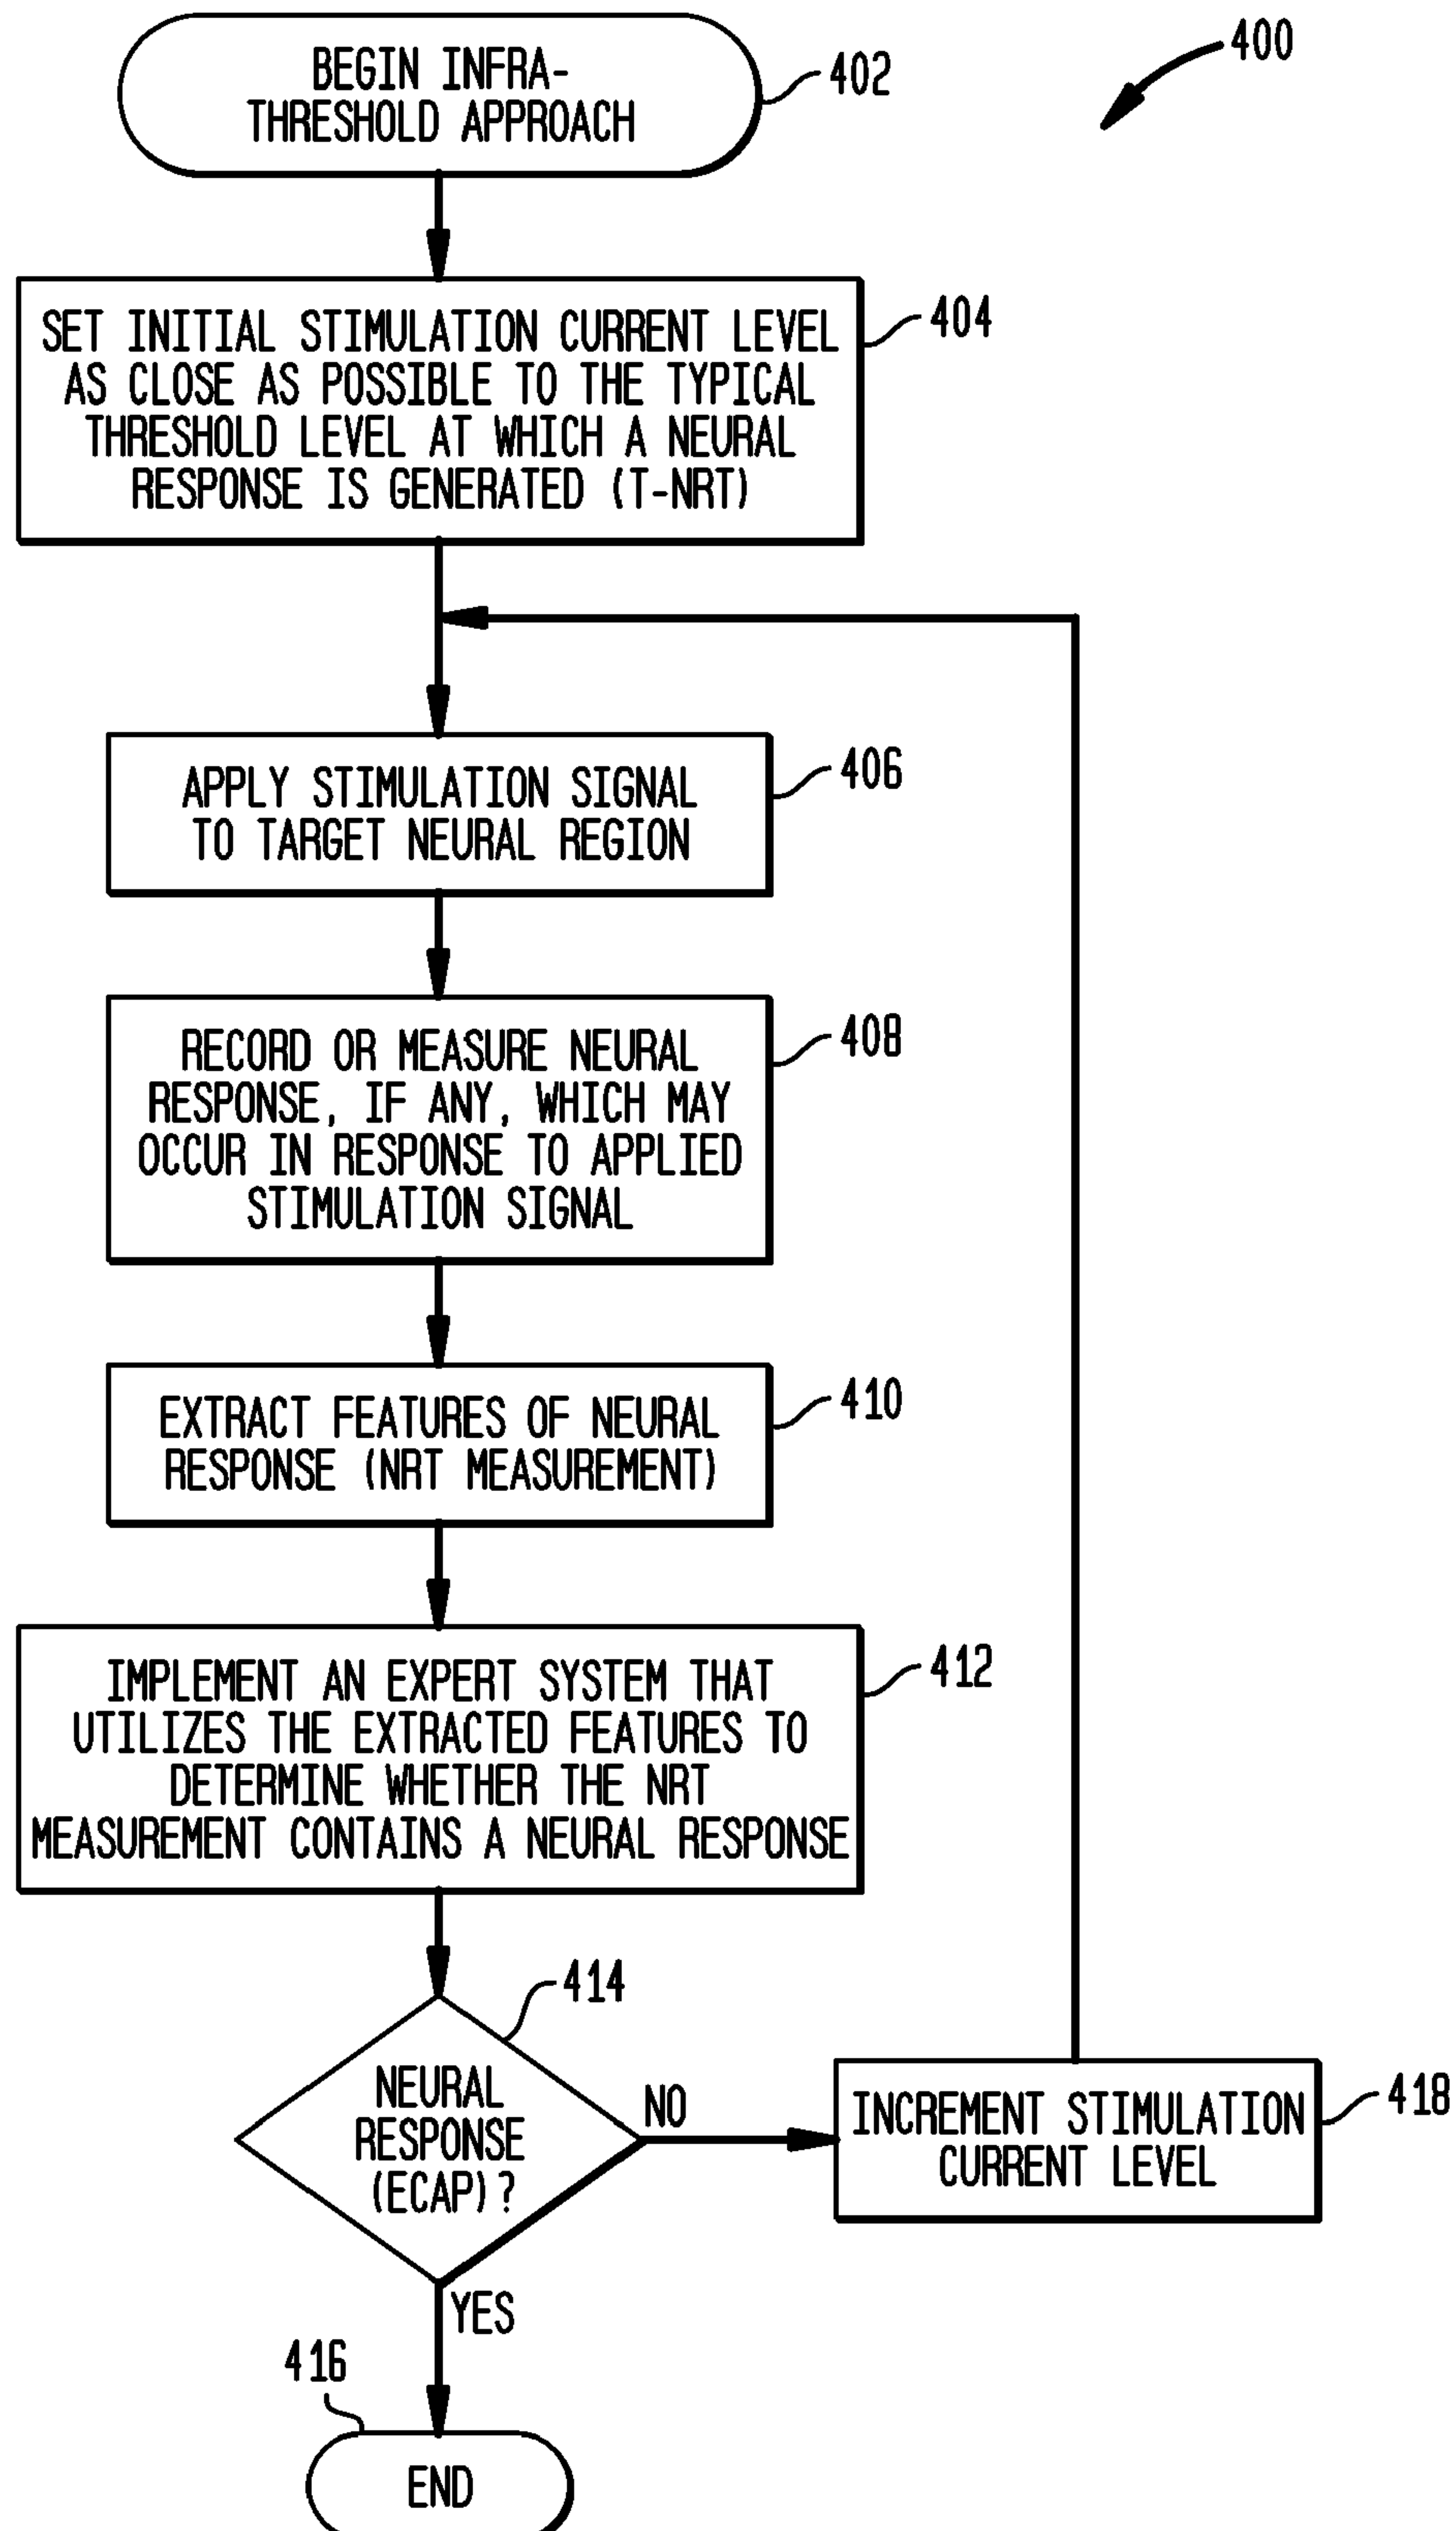 400
BEGIN INFRA-
THRESHOLD APPROACH
402
SET INITIAL STIMULATION CURRENT LEVEL
AS CLOSE AS POSSIBLE TO THE TYPICAL
THRESHOLD LEVEL AT WHICH A NEURAL
RESPONSE IS GENERATED (T-NRT)
404
APPLY STIMULATION SIGNAL
TO TARGET NEURAL REGION
406
RECORD OR MEASURE NEURAL
RESPONSE, IF ANY, WHICH MAY
OCCUR IN RESPONSE TO APPLIED
STIMULATION SIGNAL
408
EXTRACT FEATURES OF NEURAL
RESPONSE (NRT MEASUREMENT)
410
IMPLEMENT AN EXPERT SYSTEM THAT
UTILIZES THE EXTRACTED FEATURES TO
DETERMINE WHETHER THE NRT
MEASUREMENT CONTAINS A NEURAL RESPONSE
412
414
NEURAL
RESPONSE
(ECAP)?
NO
INCREMENT STIMULATION
CURRENT LEVEL
418
YES
416
END